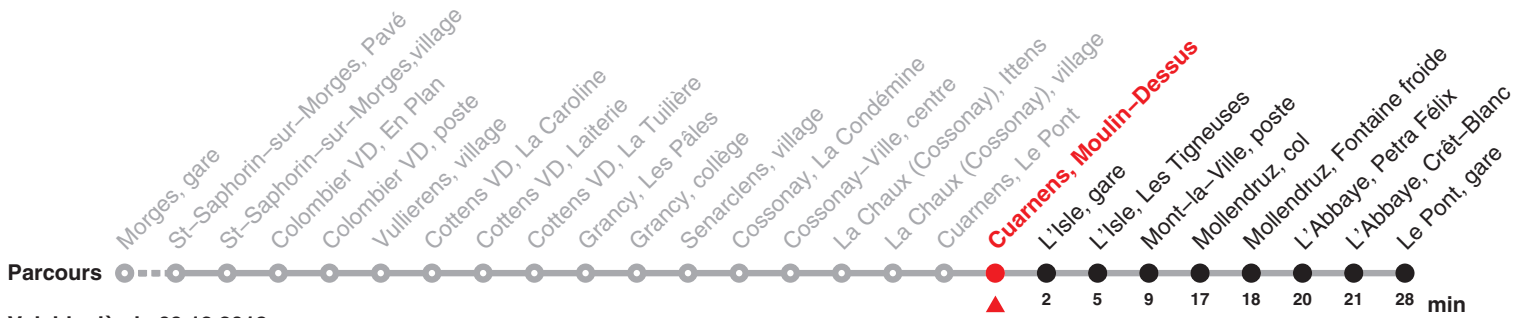 Morges, gare
St–Saphorin–sur–Morges, Pavé
St–Saphorin–sur–Morges,village
Colombier VD, En Plan
Colombier VD, poste
Vullierens, village
Cottens VD, La Caroline
Cottens VD, Laiterie
Cottens VD, La Tuilière
Grancy, Les Pâles
Grancy, collège
Senarclens, village
Cossonay, La Condémine
Cossonay–Ville, centre
La Chaux (Cossonay), Ittens
La Chaux (Cossonay), village
Cuarnens, Le Pont
Cuarnens, Moulin–Dessus
L'Isle, gare
L'Isle, Les Tigneuses
Mont–la–Ville, poste
Mollendruz, col
Mollendruz, Fontaine froide
L'Abbaye, Petra Félix
L'Abbaye, Crêt–Blanc
Le Pont, gare
Parcours
2 5 9 17 18 20 21 28 min